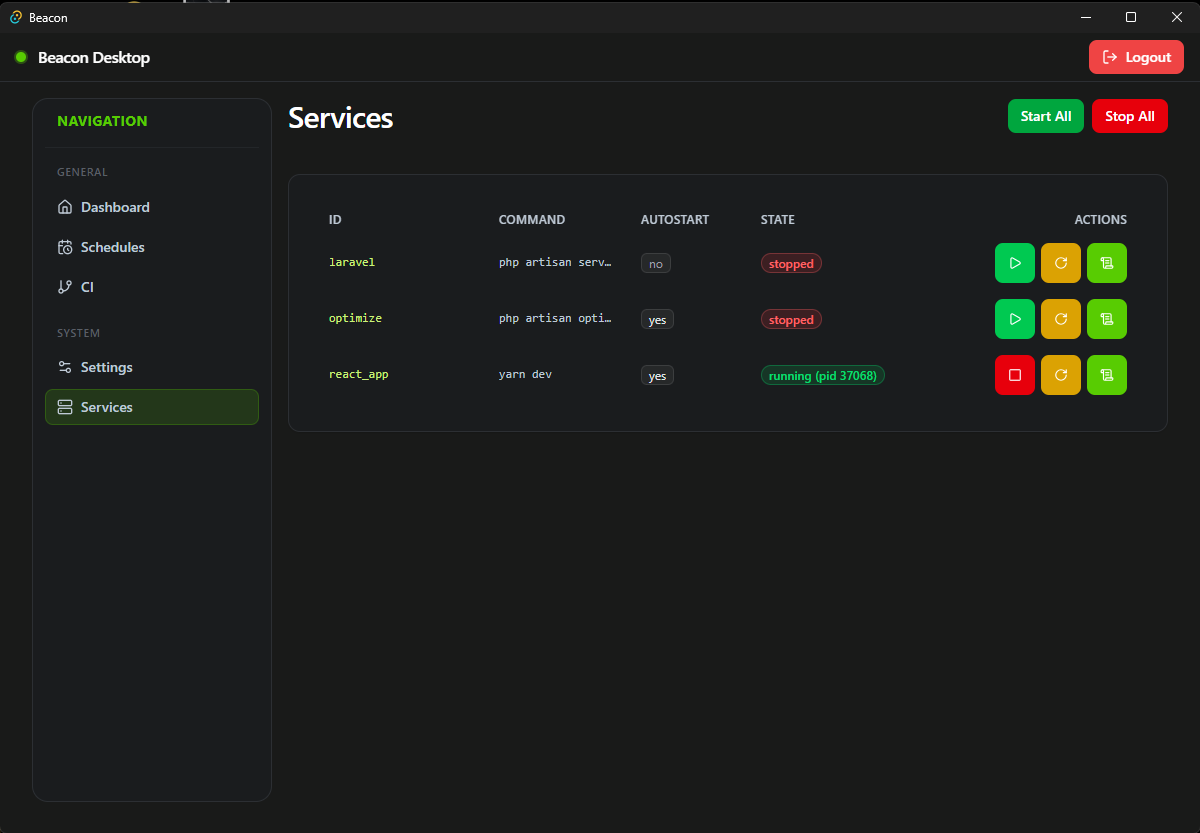 Beacon
Beacon Desktop
Logout
NAVIGATION
GENERAL
Dashboard
Schedules
CI
SYSTEM
Settings
Services
Services
Start All
Stop All
ID COMMAND AUTOSTART STATE ACTIONS
laravel php artisan serv… no stopped
optimize php artisan opti… yes stopped
react_app yarn dev yes running (pid 37068)